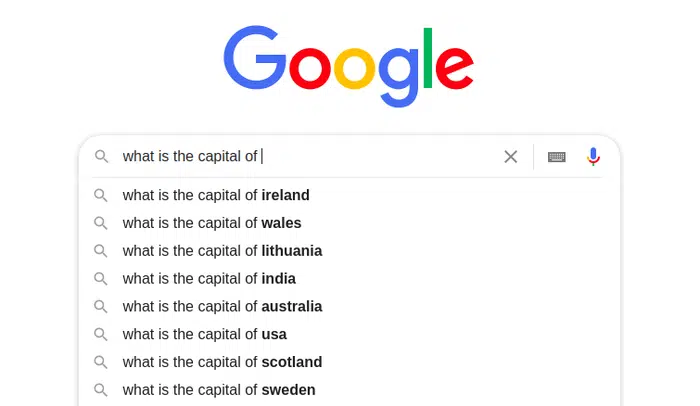 Google
what is the capital of
what is the capital of ireland
what is the capital of wales
what is the capital of lithuania
what is the capital of india
what is the capital of australia
what is the capital of usa
what is the capital of scotland
what is the capital of sweden